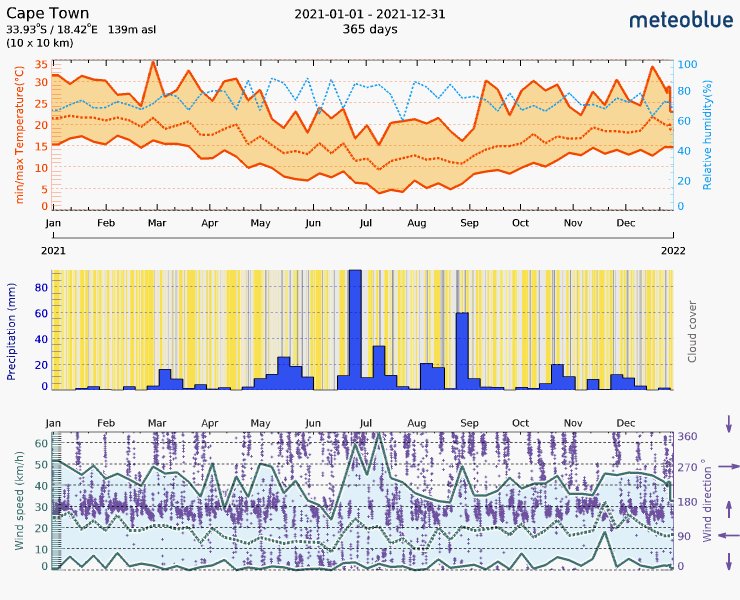 Cape Town
2021-01-01 - 2021-12-31
meteoblue
33.93°S / 18.42°E 139m asl
365 days
(10 x 10 km)
min/max Temperature(°C)
35
30
25
20
15
10
5
0
100
80
60
40
20
0
Relative humidity(%)
Jan Feb Mar Apr May Jun Jul Aug Sep Oct Nov Dec
2021 2022
Precipitation (mm)
80
60
40
20
0
Cloud cover
Jan Feb Mar Apr May Jun Jul Aug Sep Oct Nov Dec
Wind speed (km/h)
60
50
40
30
20
10
0
360
270
180
90
0
Wind direction °